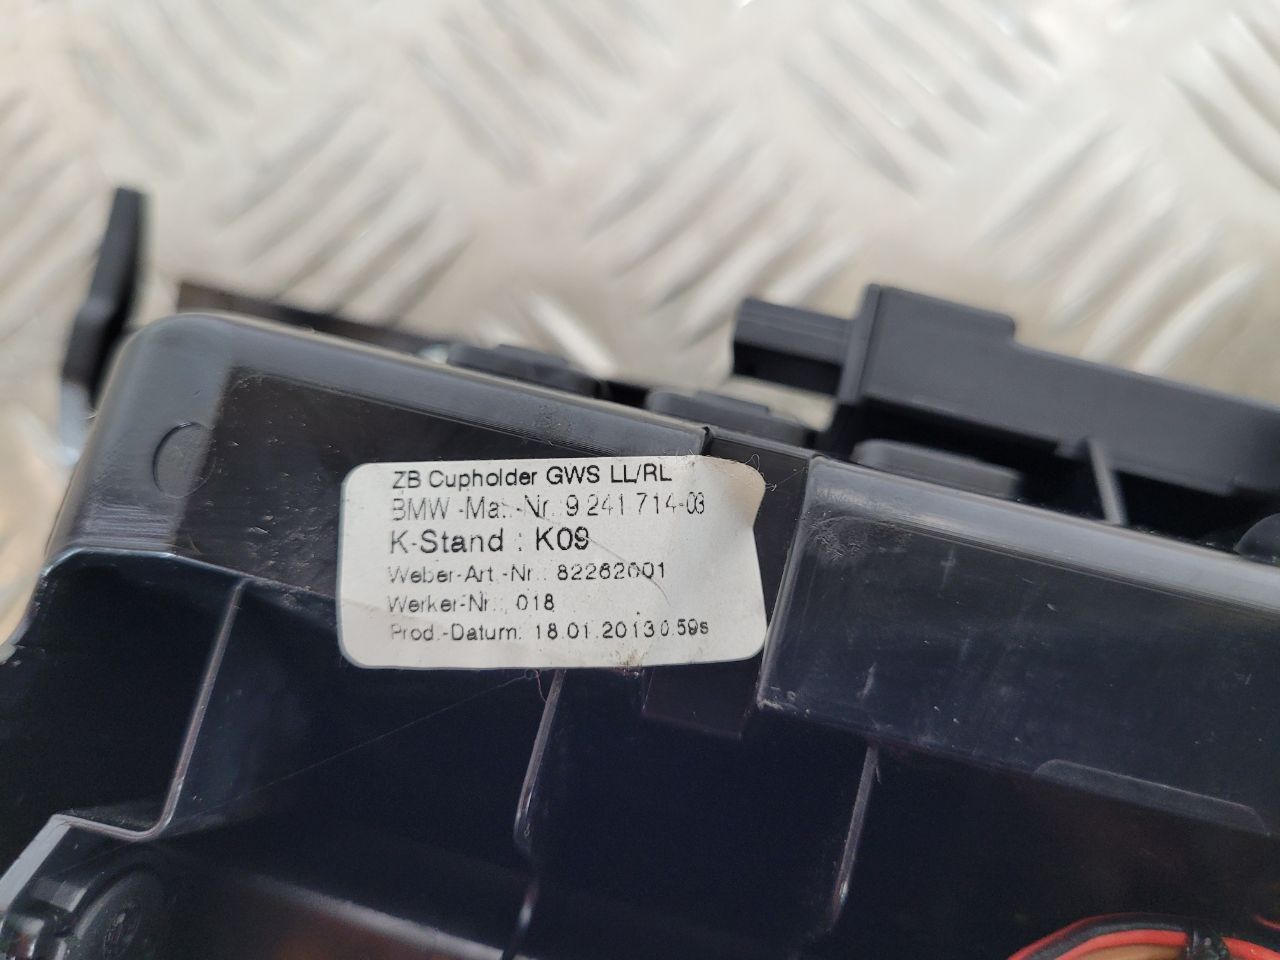 ZB Cupholder GWS LL/RL
BMW-Mat.-Nr. 9 241 714-03
K-Stand : K09
Weber-Art.-Nr.: 82262001
Werker-Nr.: 018
Prod.-Datum: 18.01.2013 0.59s